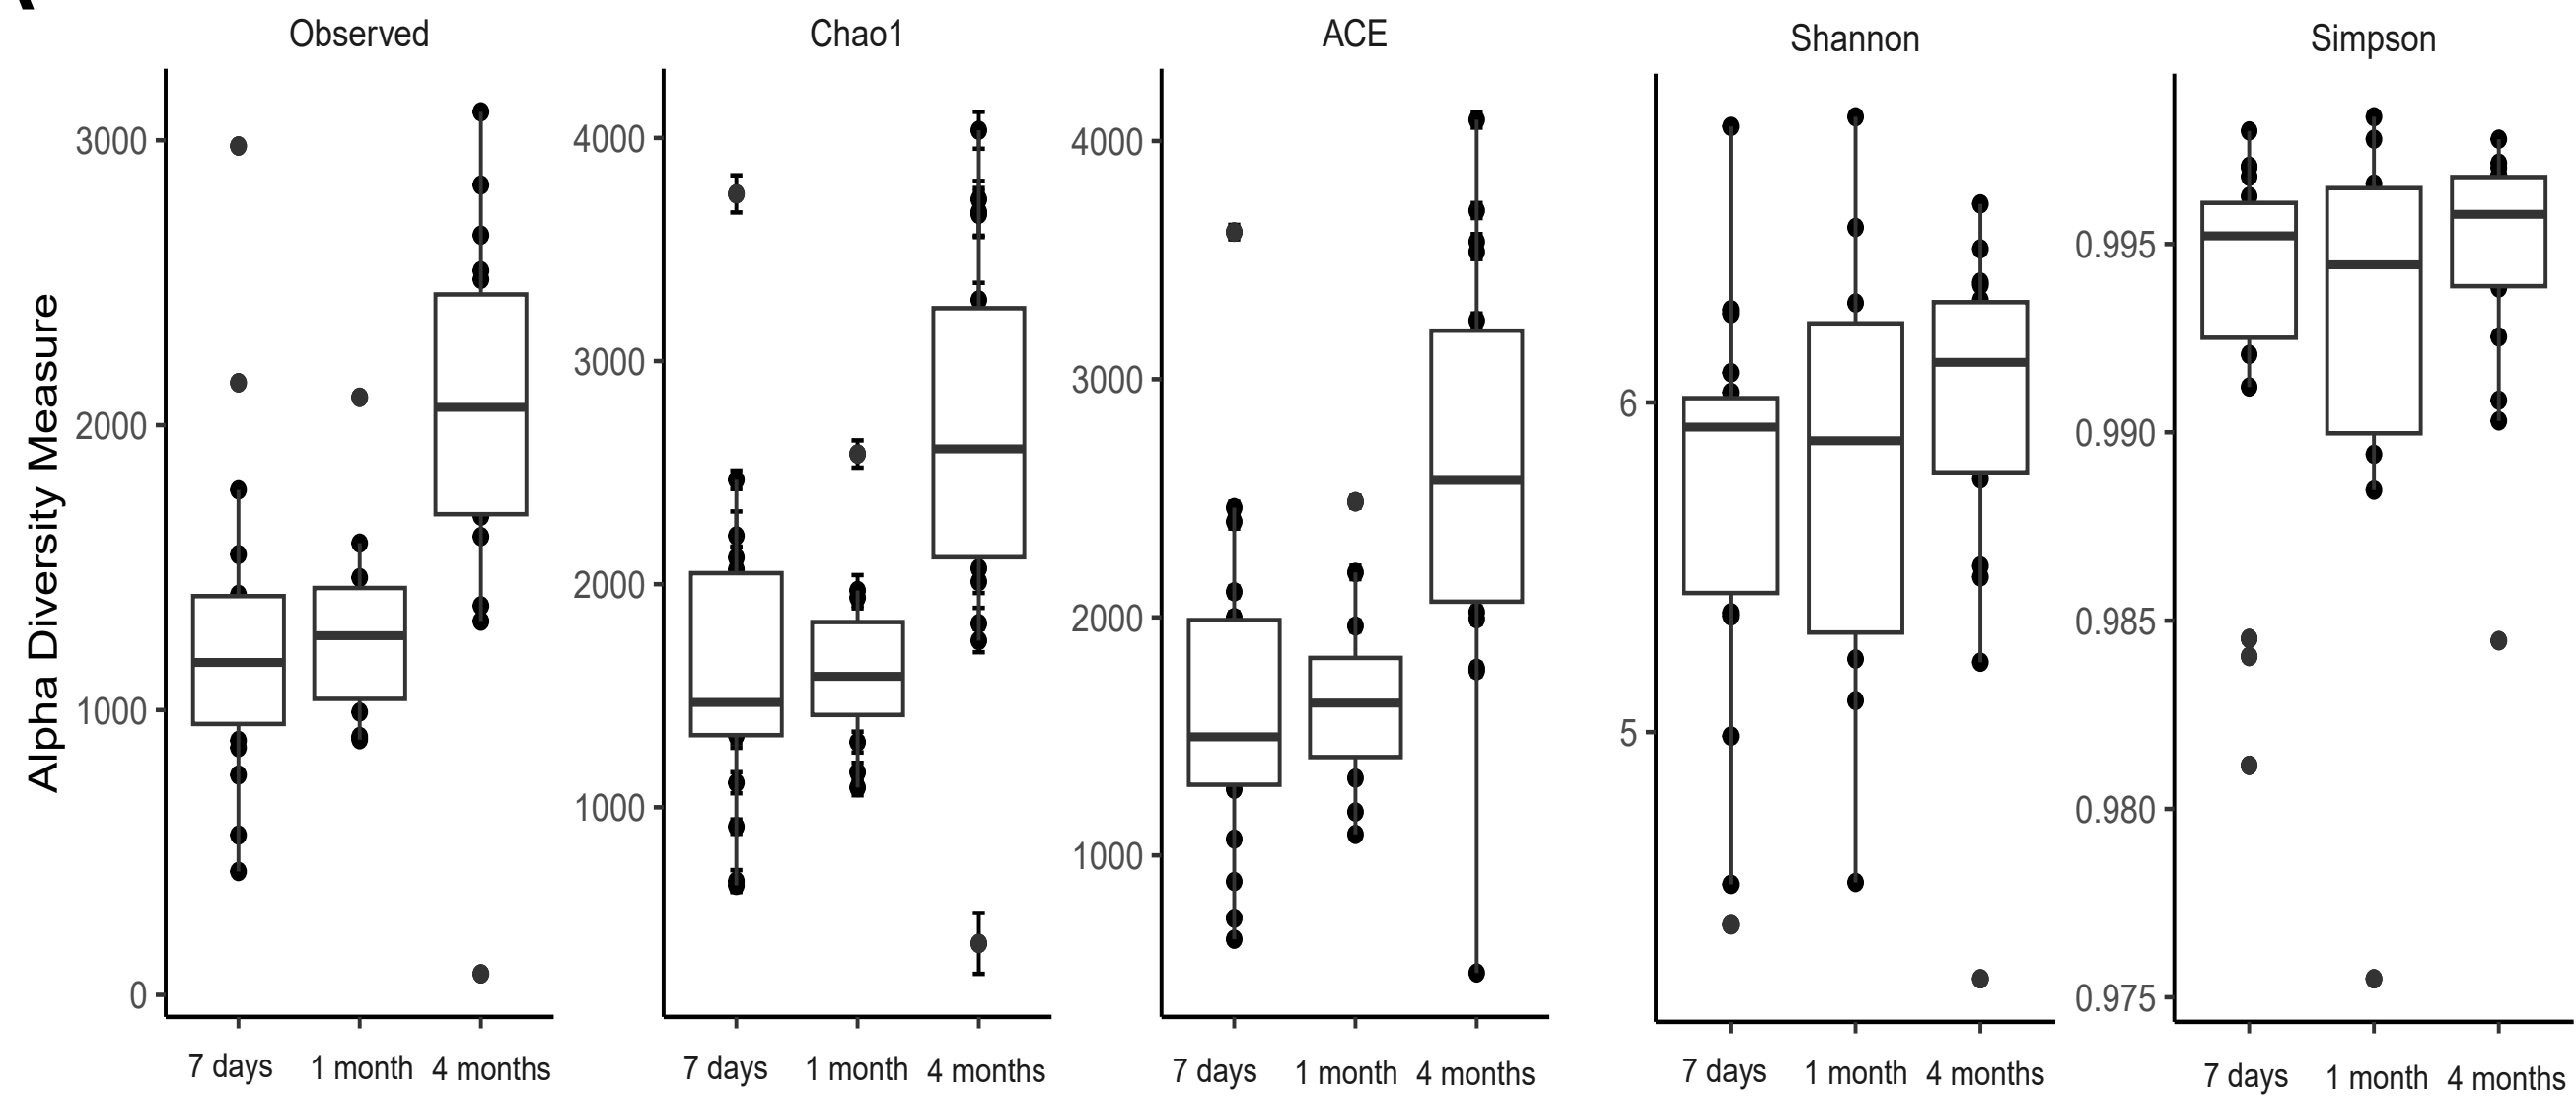 Alpha Diversity Measure
Observed
3000
2000
1000
0
7 days
1 month
4 months
Chao1
4000
3000
2000
1000
7 days
1 month
4 months
ACE
4000
3000
2000
1000
7 days
1 month
4 months
Shannon
6
5
7 days
1 month
4 months
Simpson
0.995
0.990
0.985
0.980
0.975
7 days
1 month
4 months